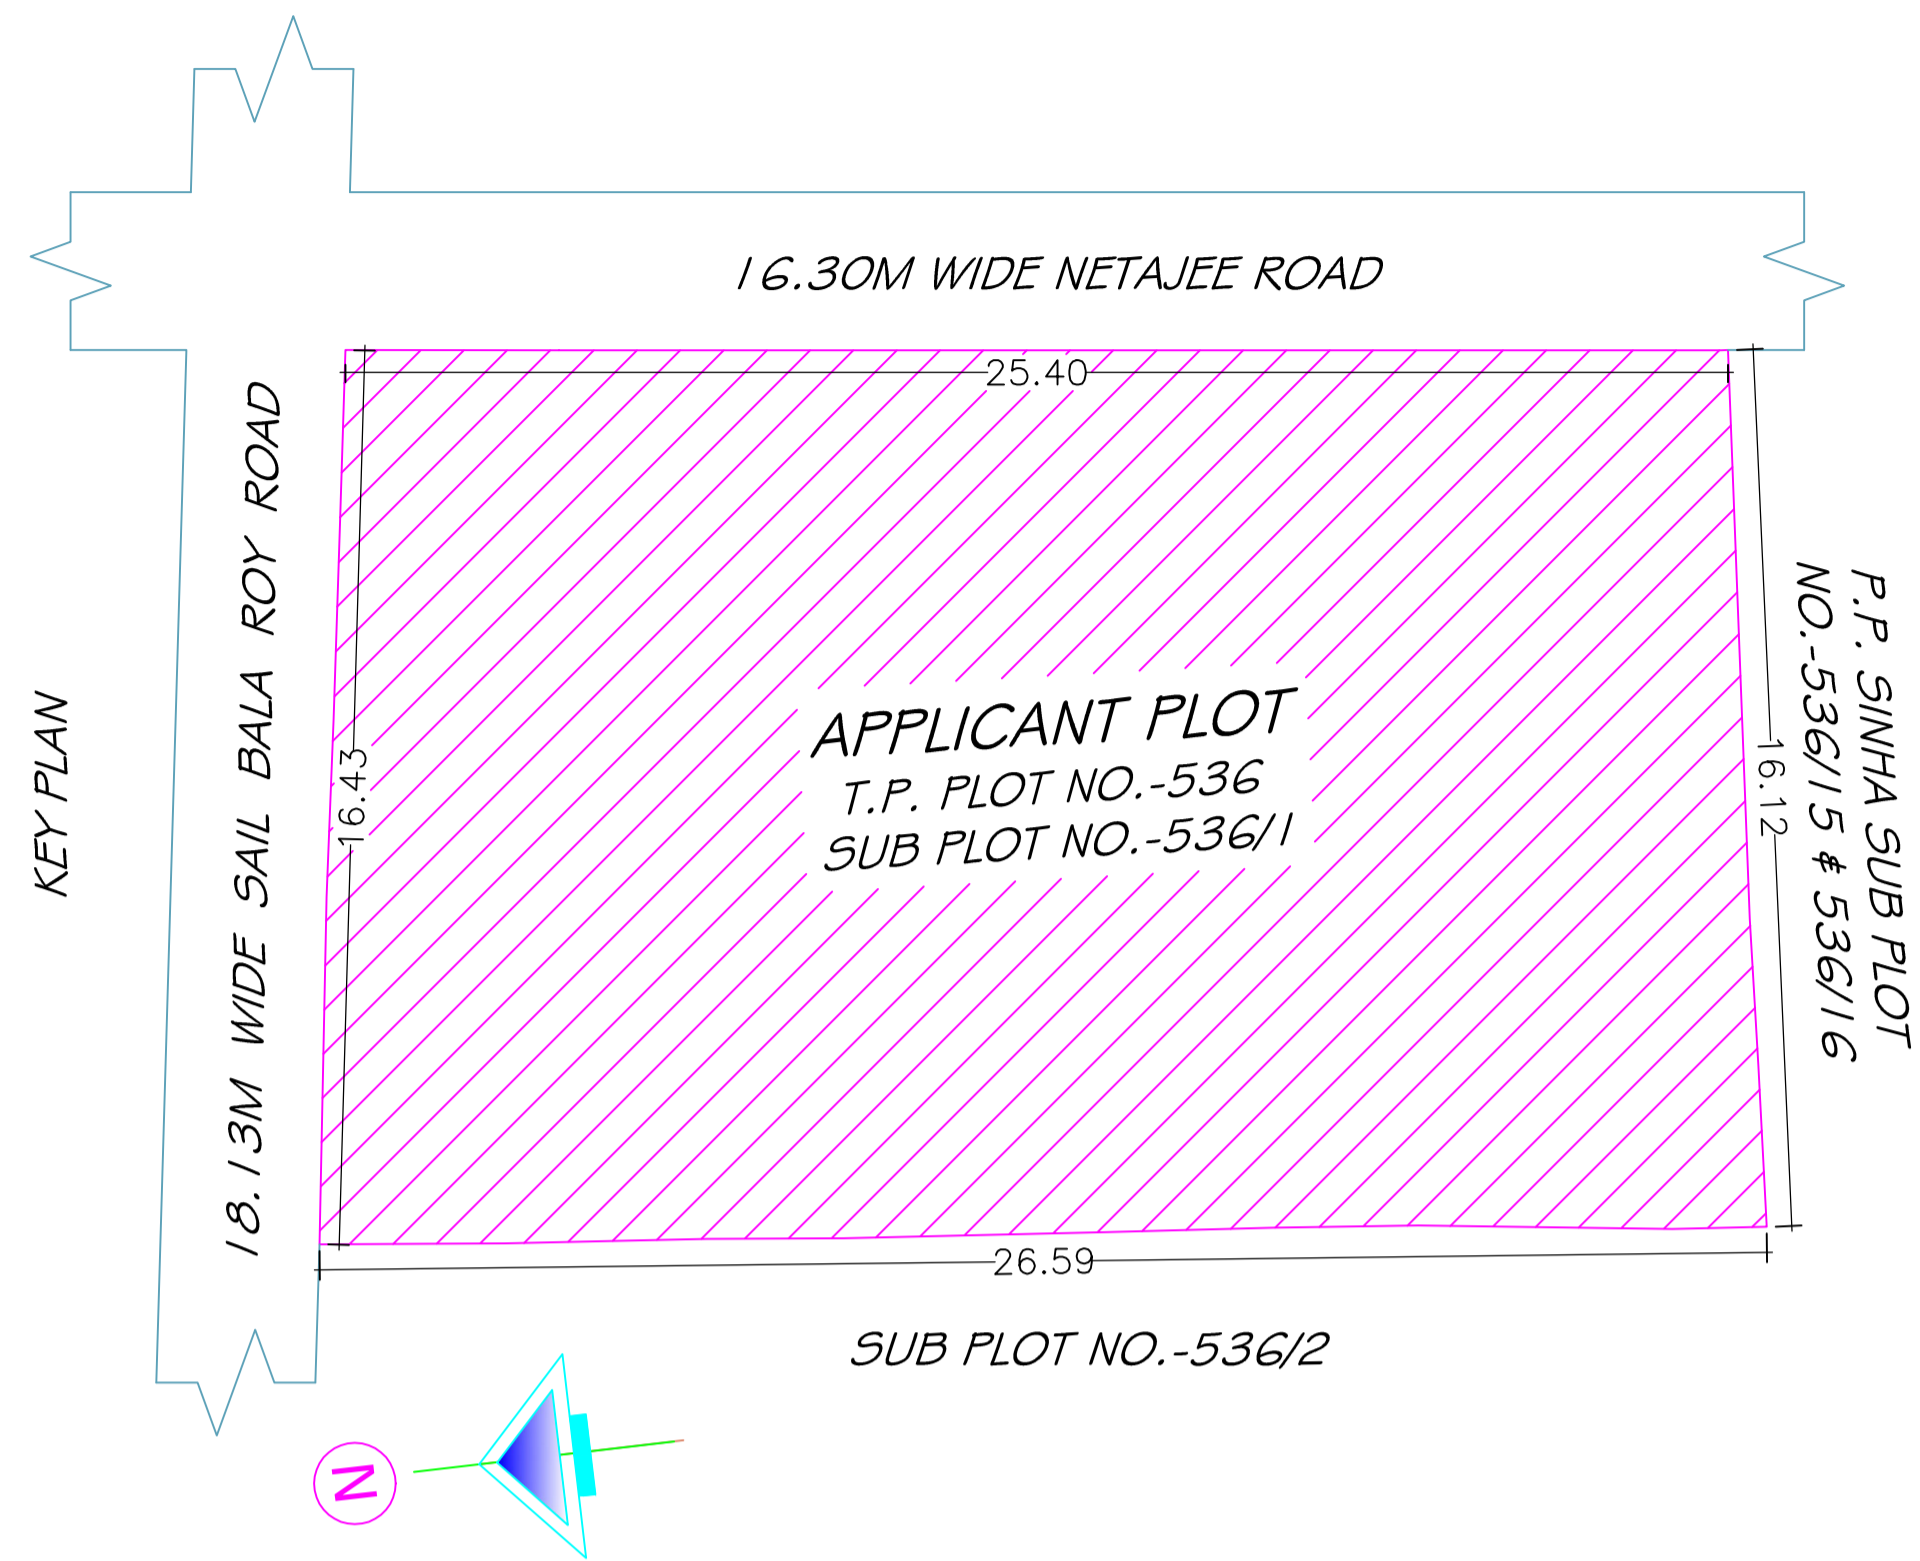 16.30M WIDE NETAJEE ROAD
25.40
KEY PLAN
18.13M WIDE SAIL BALA ROY ROAD
16.43
APPLICANT PLOT
T.P. PLOT NO.-536
SUB PLOT NO.-536/1
16.12
P.P. SINHA SUB PLOT
NO.-536/15 & 536/16
26.59
SUB PLOT NO.-536/2
N